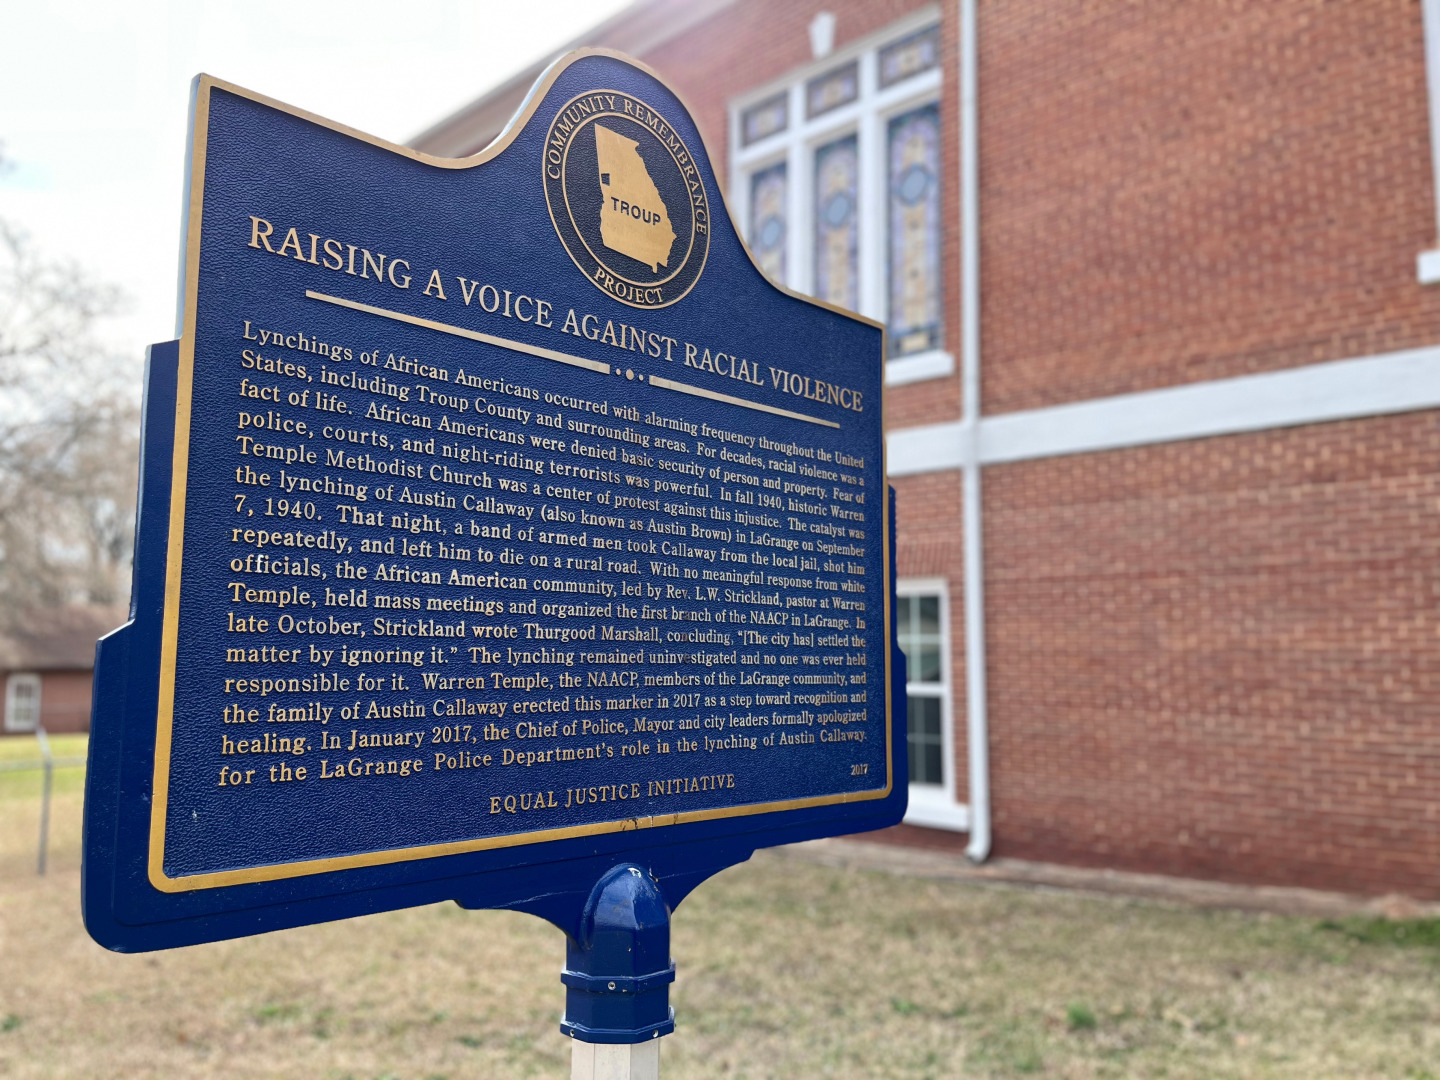 COMMUNITY REMEMBRANCE
TROUP
PROJECT
RAISING A VOICE AGAINST RACIAL VIOLENCE
Lynchings of African Americans occurred with alarming frequency throughout the United
States, including Troup County and surrounding areas. For decades, racial violence was a
fact of life. African Americans were denied basic security of person and property. Fear of
police, courts, and night-riding terrorists was powerful. In fall 1940, historic Warren
Temple Methodist Church was a center of protest against this injustice. The catalyst was
the lynching of Austin Callaway (also known as Austin Brown) in LaGrange on September
7, 1940. That night, a band of armed men took Callaway from the local jail, shot him
repeatedly, and left him to die on a rural road. With no meaningful response from white
officials, the African American community, led by Rev. L.W. Strickland, pastor at Warren
Temple, held mass meetings and organized the first branch of the NAACP in LaGrange. In
late October, Strickland wrote Thurgood Marshall, concluding, “[The city has] settled the
matter by ignoring it.” The lynching remained uninvestigated and no one was ever held
responsible for it. Warren Temple, the NAACP, members of the LaGrange community, and
the family of Austin Callaway erected this marker in 2017 as a step toward recognition and
healing. In January 2017, the Chief of Police, Mayor and city leaders formally apologized
for the LaGrange Police Department’s role in the lynching of Austin Callaway.
2017
EQUAL JUSTICE INITIATIVE